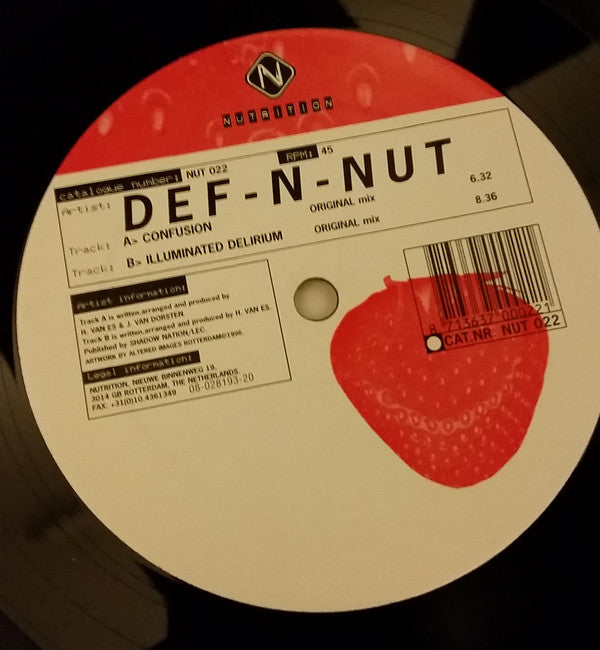 N
NUTRITION
catalogue number: NUT 022 RPM: 45
Artist: DEF-N-NUT
Track: A> CONFUSION ORIGINAL mix 6.32
Track: B> ILLUMINATED DELIRIUM ORIGINAL mix 8.36
Artist information:
Track A is written,arranged and produced by
H. VAN ES & J. VAN DORSTEN.
Track B is written,arranged and produced by H. VAN ES.
Published by SHADOW NATION/LEC.
ARTWORK BY ALTERED IMAGES ROTTERDAM©1998.
Legal information:
NUTRITION, NIEUWE BINNENWEG 19,
3014 GB ROTTERDAM, THE NETHERLANDS.
FAX: +31(0)10.4361349 08-028193-20
8 713637 000221
CAT.NR NUT 022